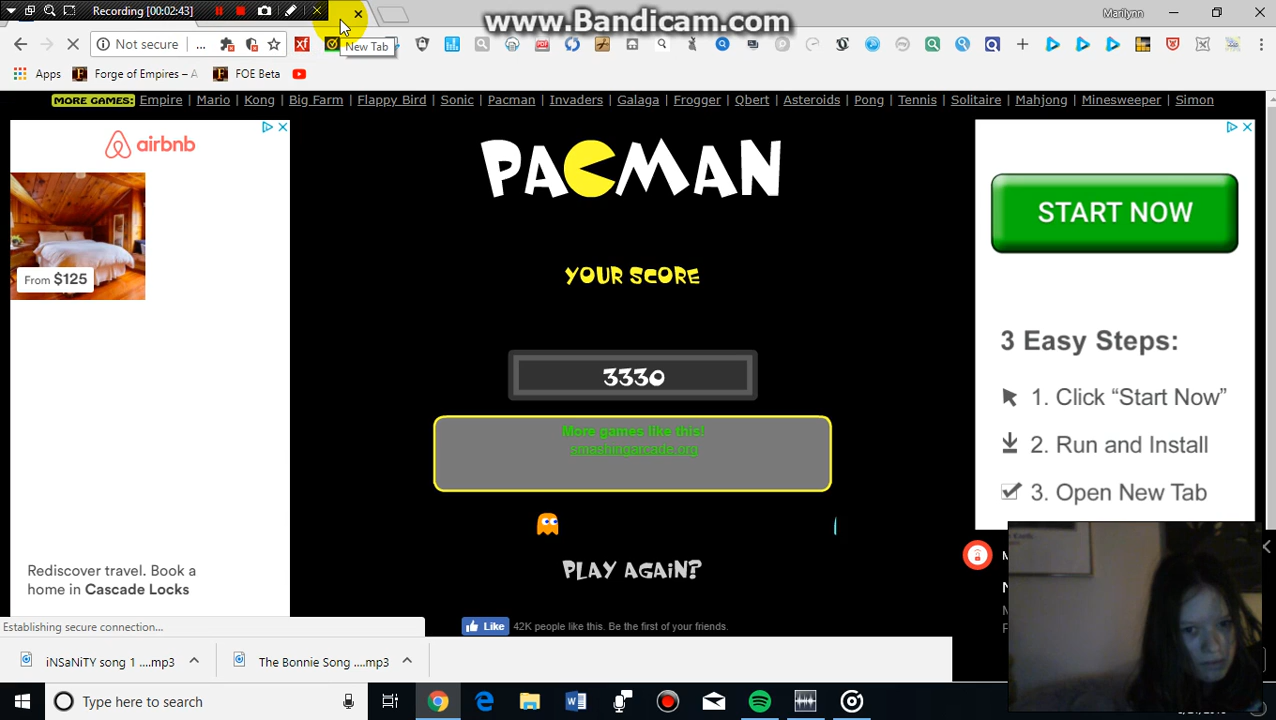 Recording [00:02:43]
www.Bandicam.com
Marilynn
New Tab
Not secure
...
Apps
Forge of Empires – A
FOE Beta
MORE GAMES: Empire | Mario | Kong | Big Farm | Flappy Bird | Sonic | Pacman | Invaders | Galaga | Frogger | Qbert | Asteroids | Pong | Tennis | Solitaire | Mahjong | Minesweeper | Simon
airbnb
From $125
Rediscover travel. Book a
home in Cascade Locks
PACMAN
YOUR SCORE
3330
More games like this!
smashingarcade.org
PLAY AGAIN?
Like
42K people like this. Be the first of your friends.
START NOW
3 Easy Steps:
1. Click “Start Now”
2. Run and Install
3. Open New Tab
Establishing secure connection...
iNSaNiTY song 1 ....mp3
The Bonnie Song ....mp3
Type here to search